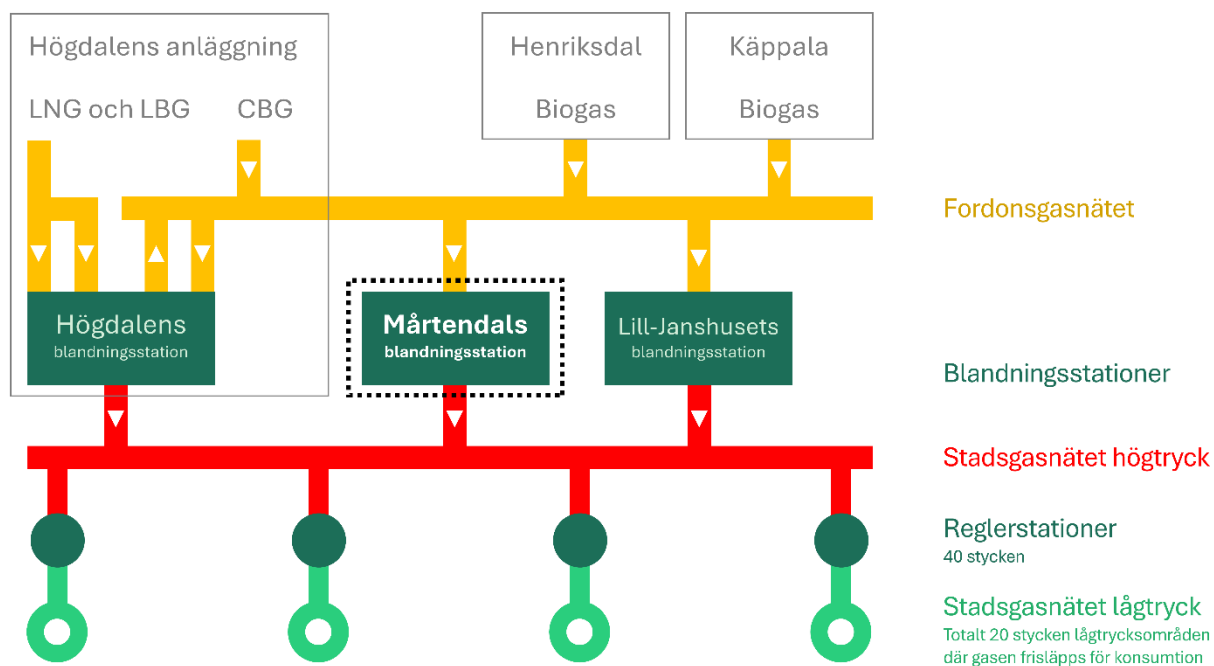 Högdalens anläggning
LNG och LBG
CBG
Henriksdal
Biogas
Käppala
Biogas
Fordonsgasnätet
Högdalens
blandningsstation
Mårtendals
blandningsstation
Lill-Janshusets
blandningsstation
Blandningsstationer
Stadsgasnätet högtryck
Reglerstationer
40 stycken
Stadsgasnätet lågtryck
Totalt 20 stycken lågtrycksområden
där gasen frisläpps för konsumtion